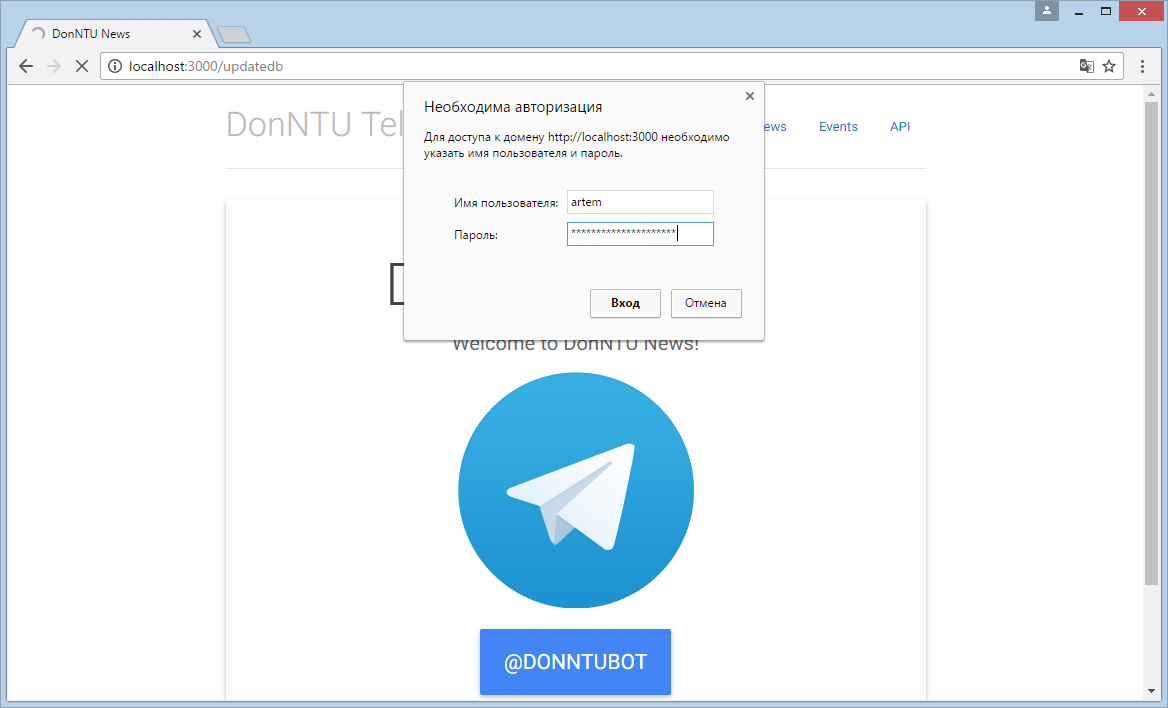 DonNTU News
localhost:3000/updatedb
DonNTU Tel
Events
API
Необходима авторизация
Для доступа к домену http://localhost:3000 необходимо
указать имя пользователя и пароль.
Имя пользователя: artem
Пароль: *********************
Вход
Отмена
Welcome to DonNTU News!
@DONNTUBOT